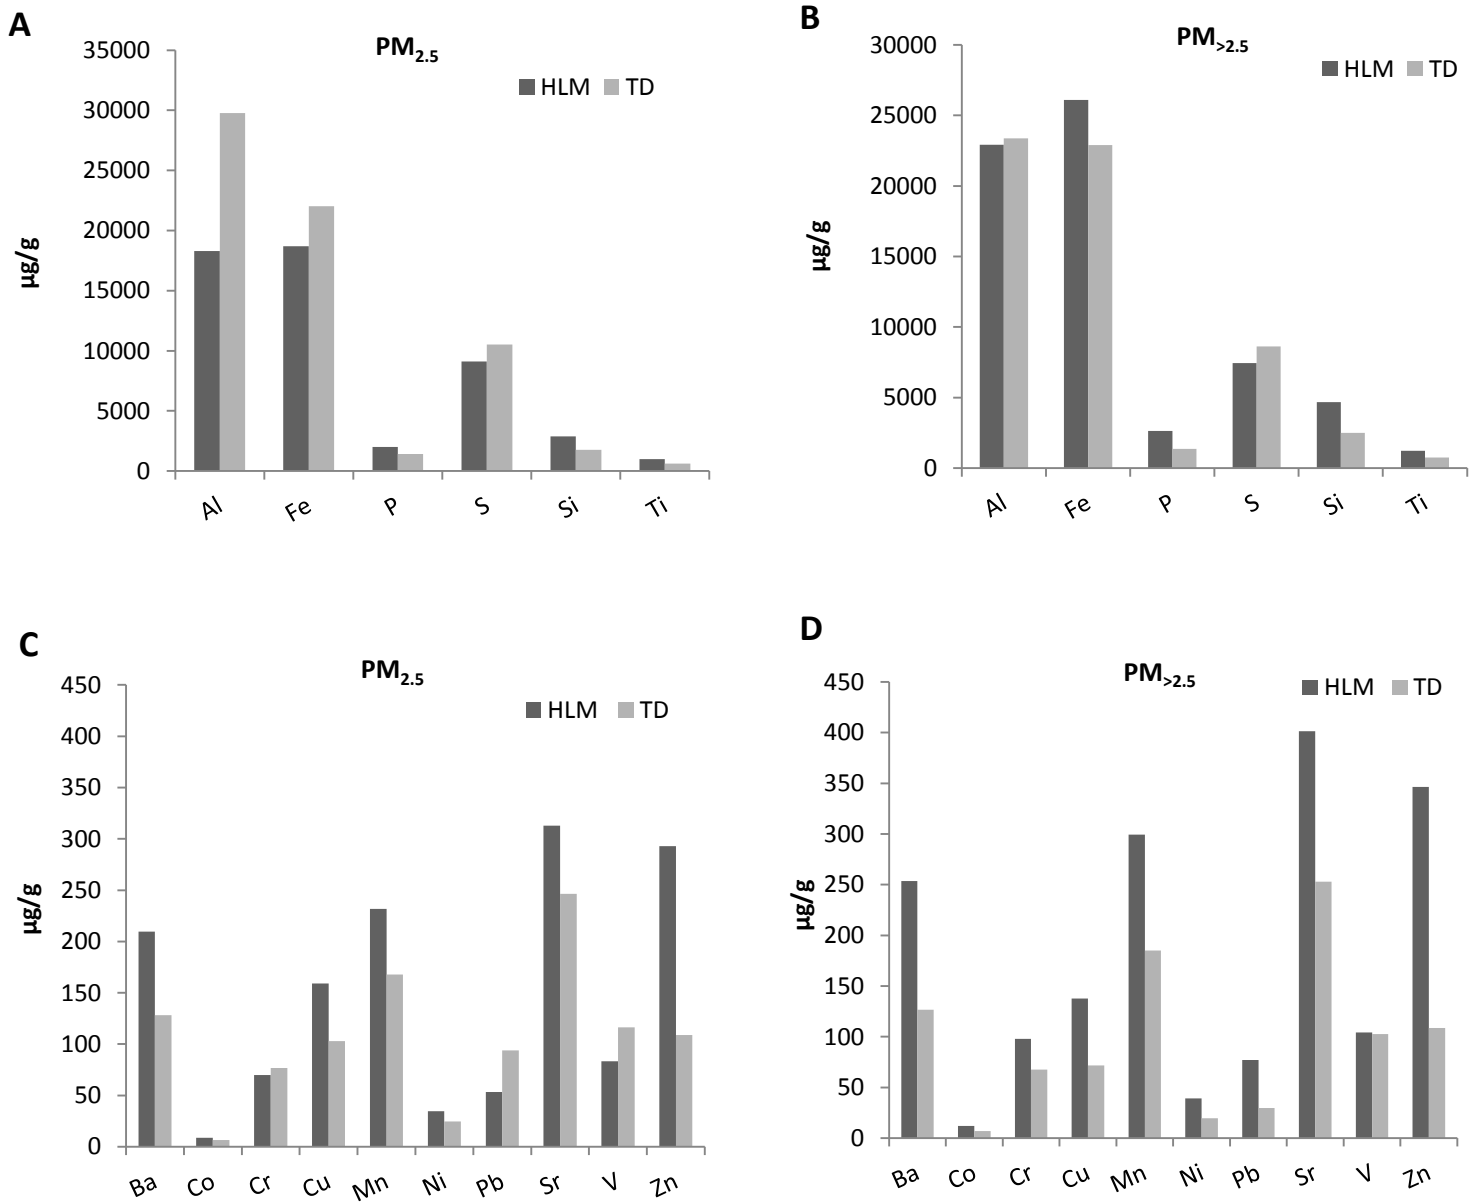 A
PM2.5
HLM TD
35000
30000
25000
20000
15000
10000
5000
0
µg/g
Al Fe P S Si Ti
B
PM>2.5
HLM TD
30000
25000
20000
15000
10000
5000
0
µg/g
Al Fe P S Si Ti
C
PM2.5
HLM TD
450
400
350
300
250
200
150
100
50
0
µg/g
Ba Co Cr Cu Mn Ni Pb Sr V Zn
D
PM>2.5
HLM TD
450
400
350
300
250
200
150
100
50
0
µg/g
Ba Co Cr Cu Mn Ni Pb Sr V Zn